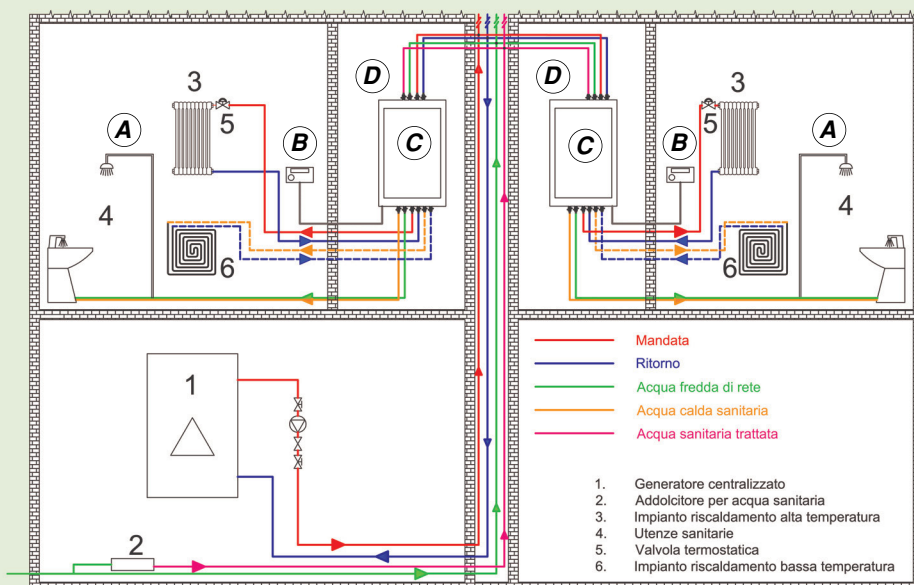 D
D
3
3
A
5
B
C
C
B
5
A
4
4
6
6
1
2
Mandata
Ritorno
Acqua fredda di rete
Acqua calda sanitaria
Acqua sanitaria trattata
1. Generatore centralizzato
2. Addolcitore per acqua sanitaria
3. Impianto riscaldamento alta temperatura
4. Utenze sanitarie
5. Valvola termostatica
6. Impianto riscaldamento bassa temperatura